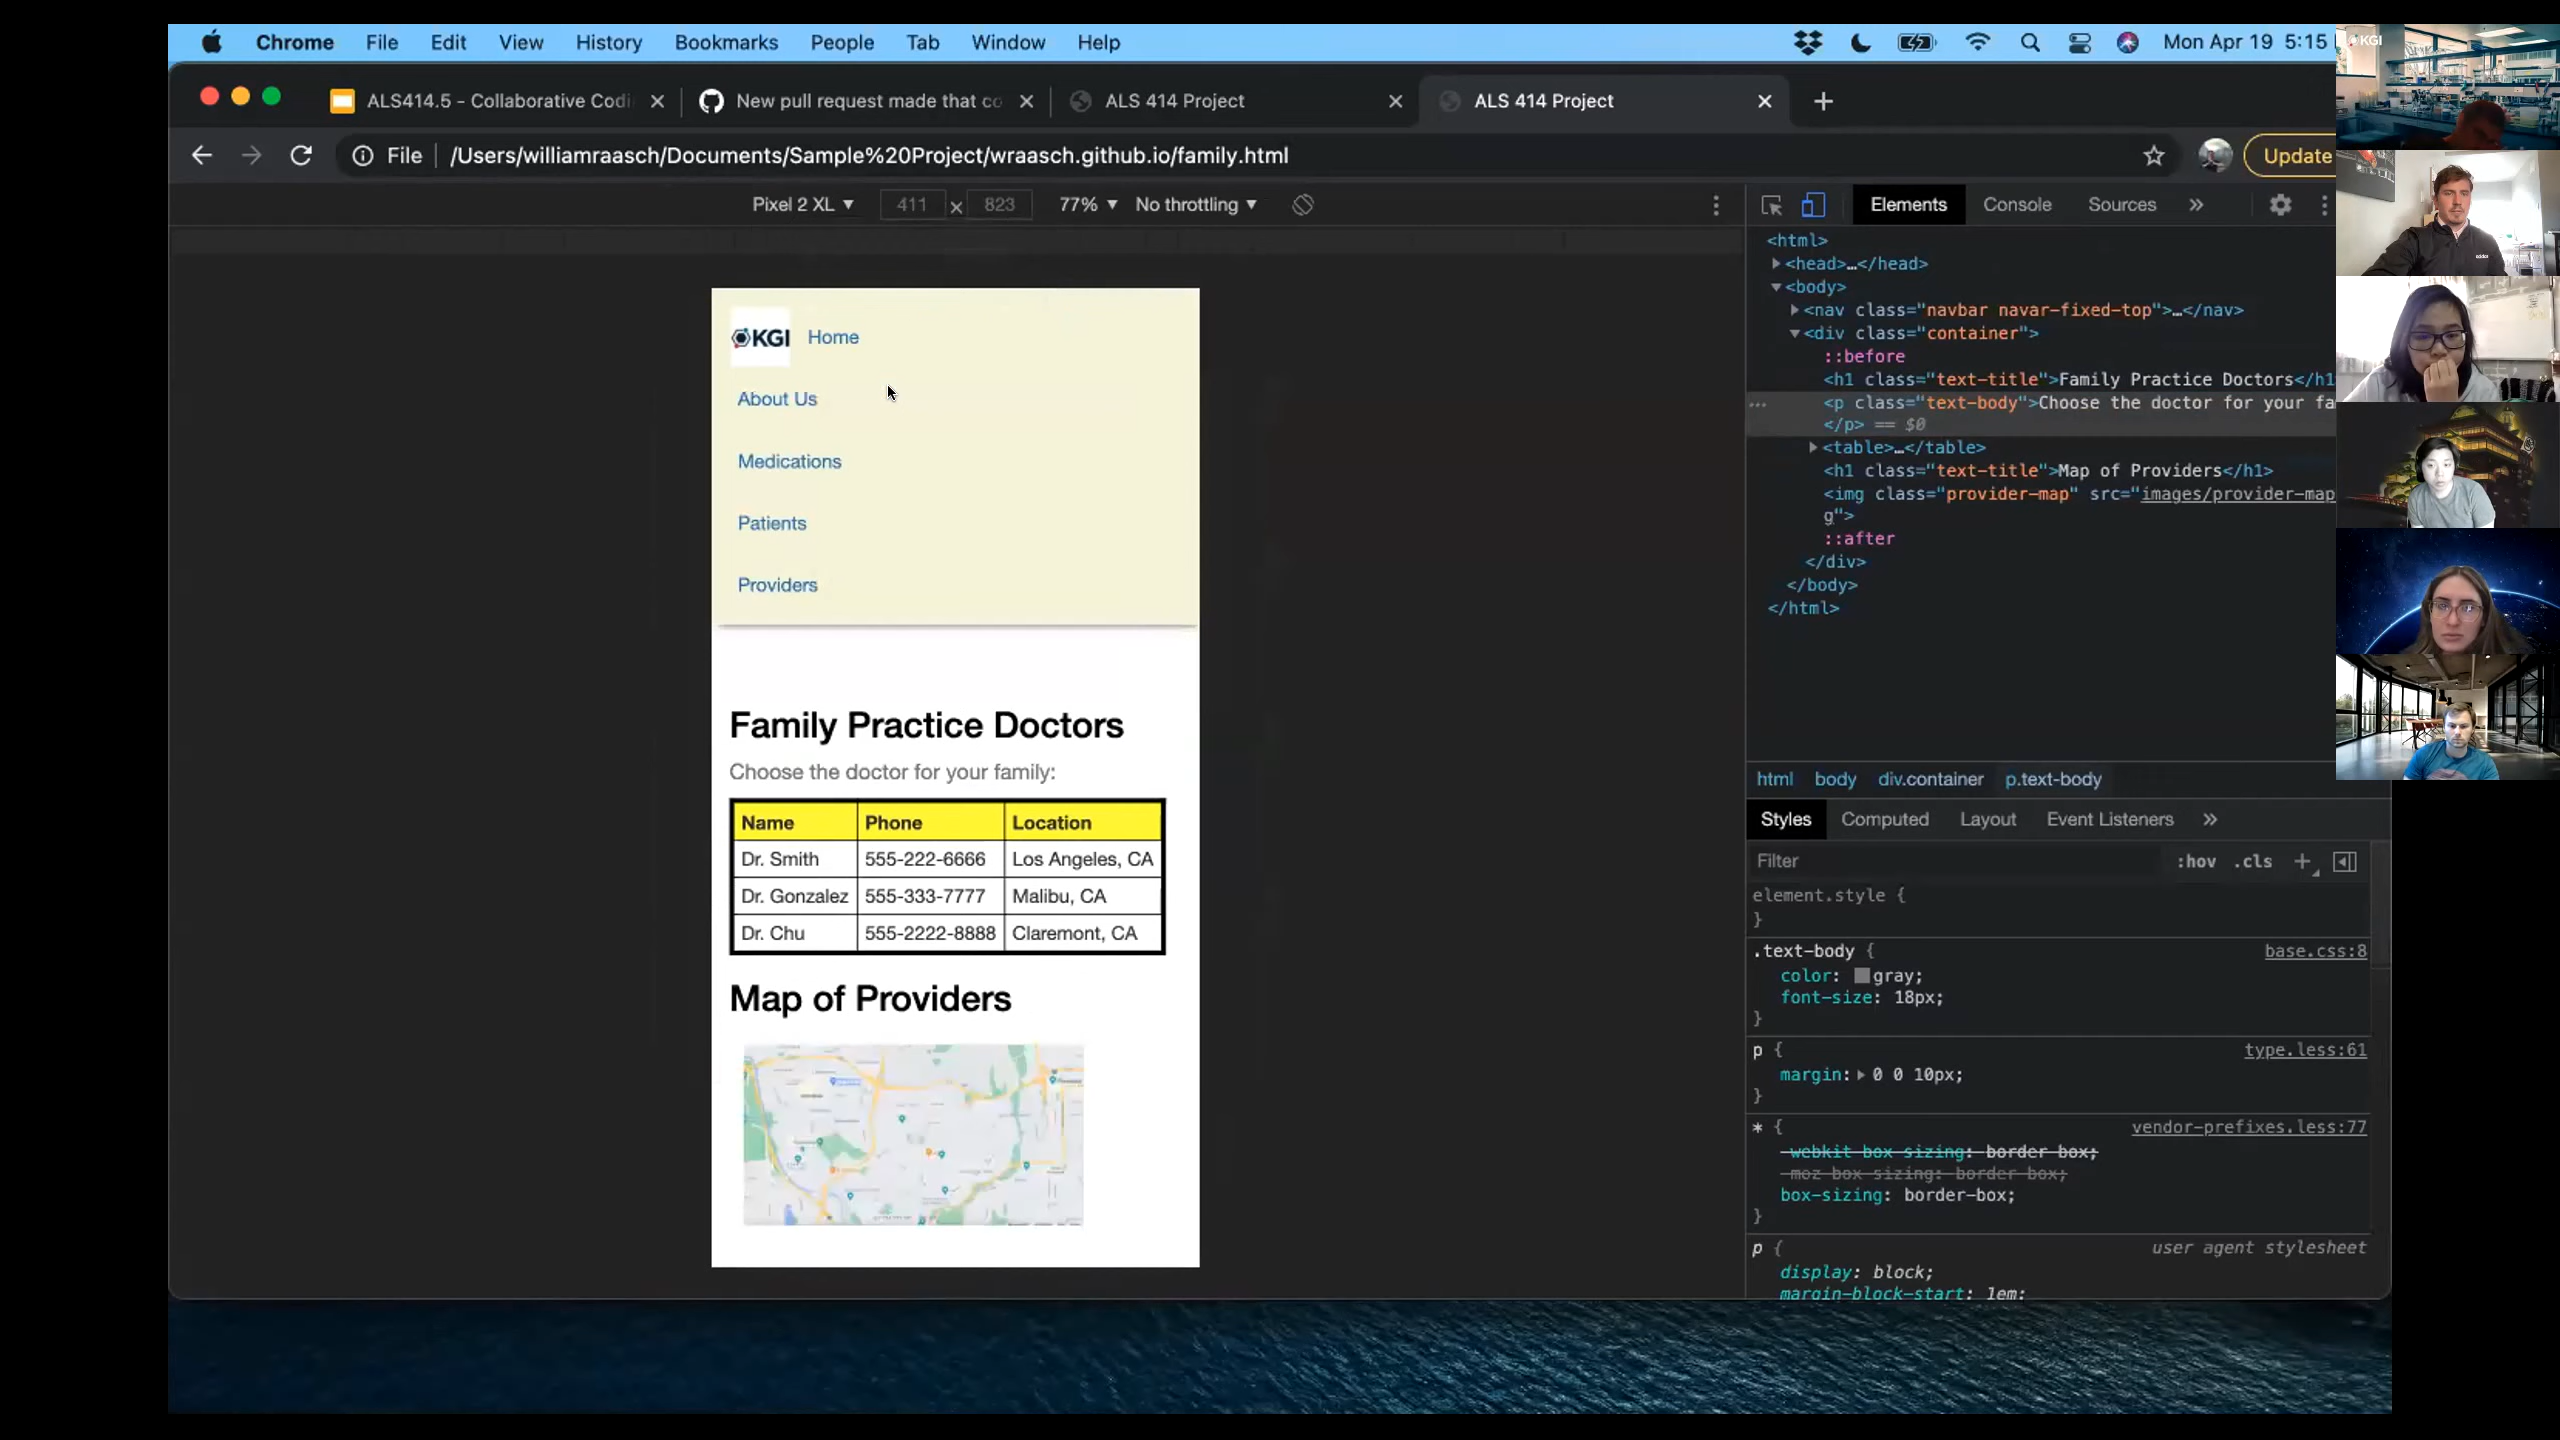 Chrome File Edit View History Bookmarks People Tab Window Help Mon Apr 19 5:15
KGI
ALS414.5 - Collaborative Codi
New pull request made that co
ALS 414 Project
ALS 414 Project
File /Users/williamraasch/Documents/Sample%20Project/wraasch.github.io/family.html
Update
Pixel 2 XL ▼ 411 x 823 77% ▼ No throttling ▼
Elements Console Sources »
<html>
<head>…</head>
<body>
<nav class="navbar navar-fixed-top">…</nav>
<div class="container">
::before
<h1 class="text-title">Family Practice Doctors</h1
<p class="text-body">Choose the doctor for your fa
</p> == $0
<table>…</table>
<h1 class="text-title">Map of Providers</h1>
<img class="provider-map" src="images/provider-map
g">
::after
</div>
</body>
</html>
html body div.container p.text-body
Styles Computed Layout Event Listeners »
Filter :hov .cls +
element.style {
}
.text-body { base.css:8
color: gray;
font-size: 18px;
}
p { type.less:61
margin: 0 0 10px;
}
* { vendor-prefixes.less:77
-webkit-box-sizing: border-box;
-moz-box-sizing: border-box;
box-sizing: border-box;
}
p { user agent stylesheet
display: block;
margin-block-start: 1em;
KGI Home
About Us
Medications
Patients
Providers
Family Practice Doctors
Choose the doctor for your family:
Name Phone Location
Dr. Smith 555-222-6666 Los Angeles, CA
Dr. Gonzalez 555-333-7777 Malibu, CA
Dr. Chu 555-2222-8888 Claremont, CA
Map of Providers